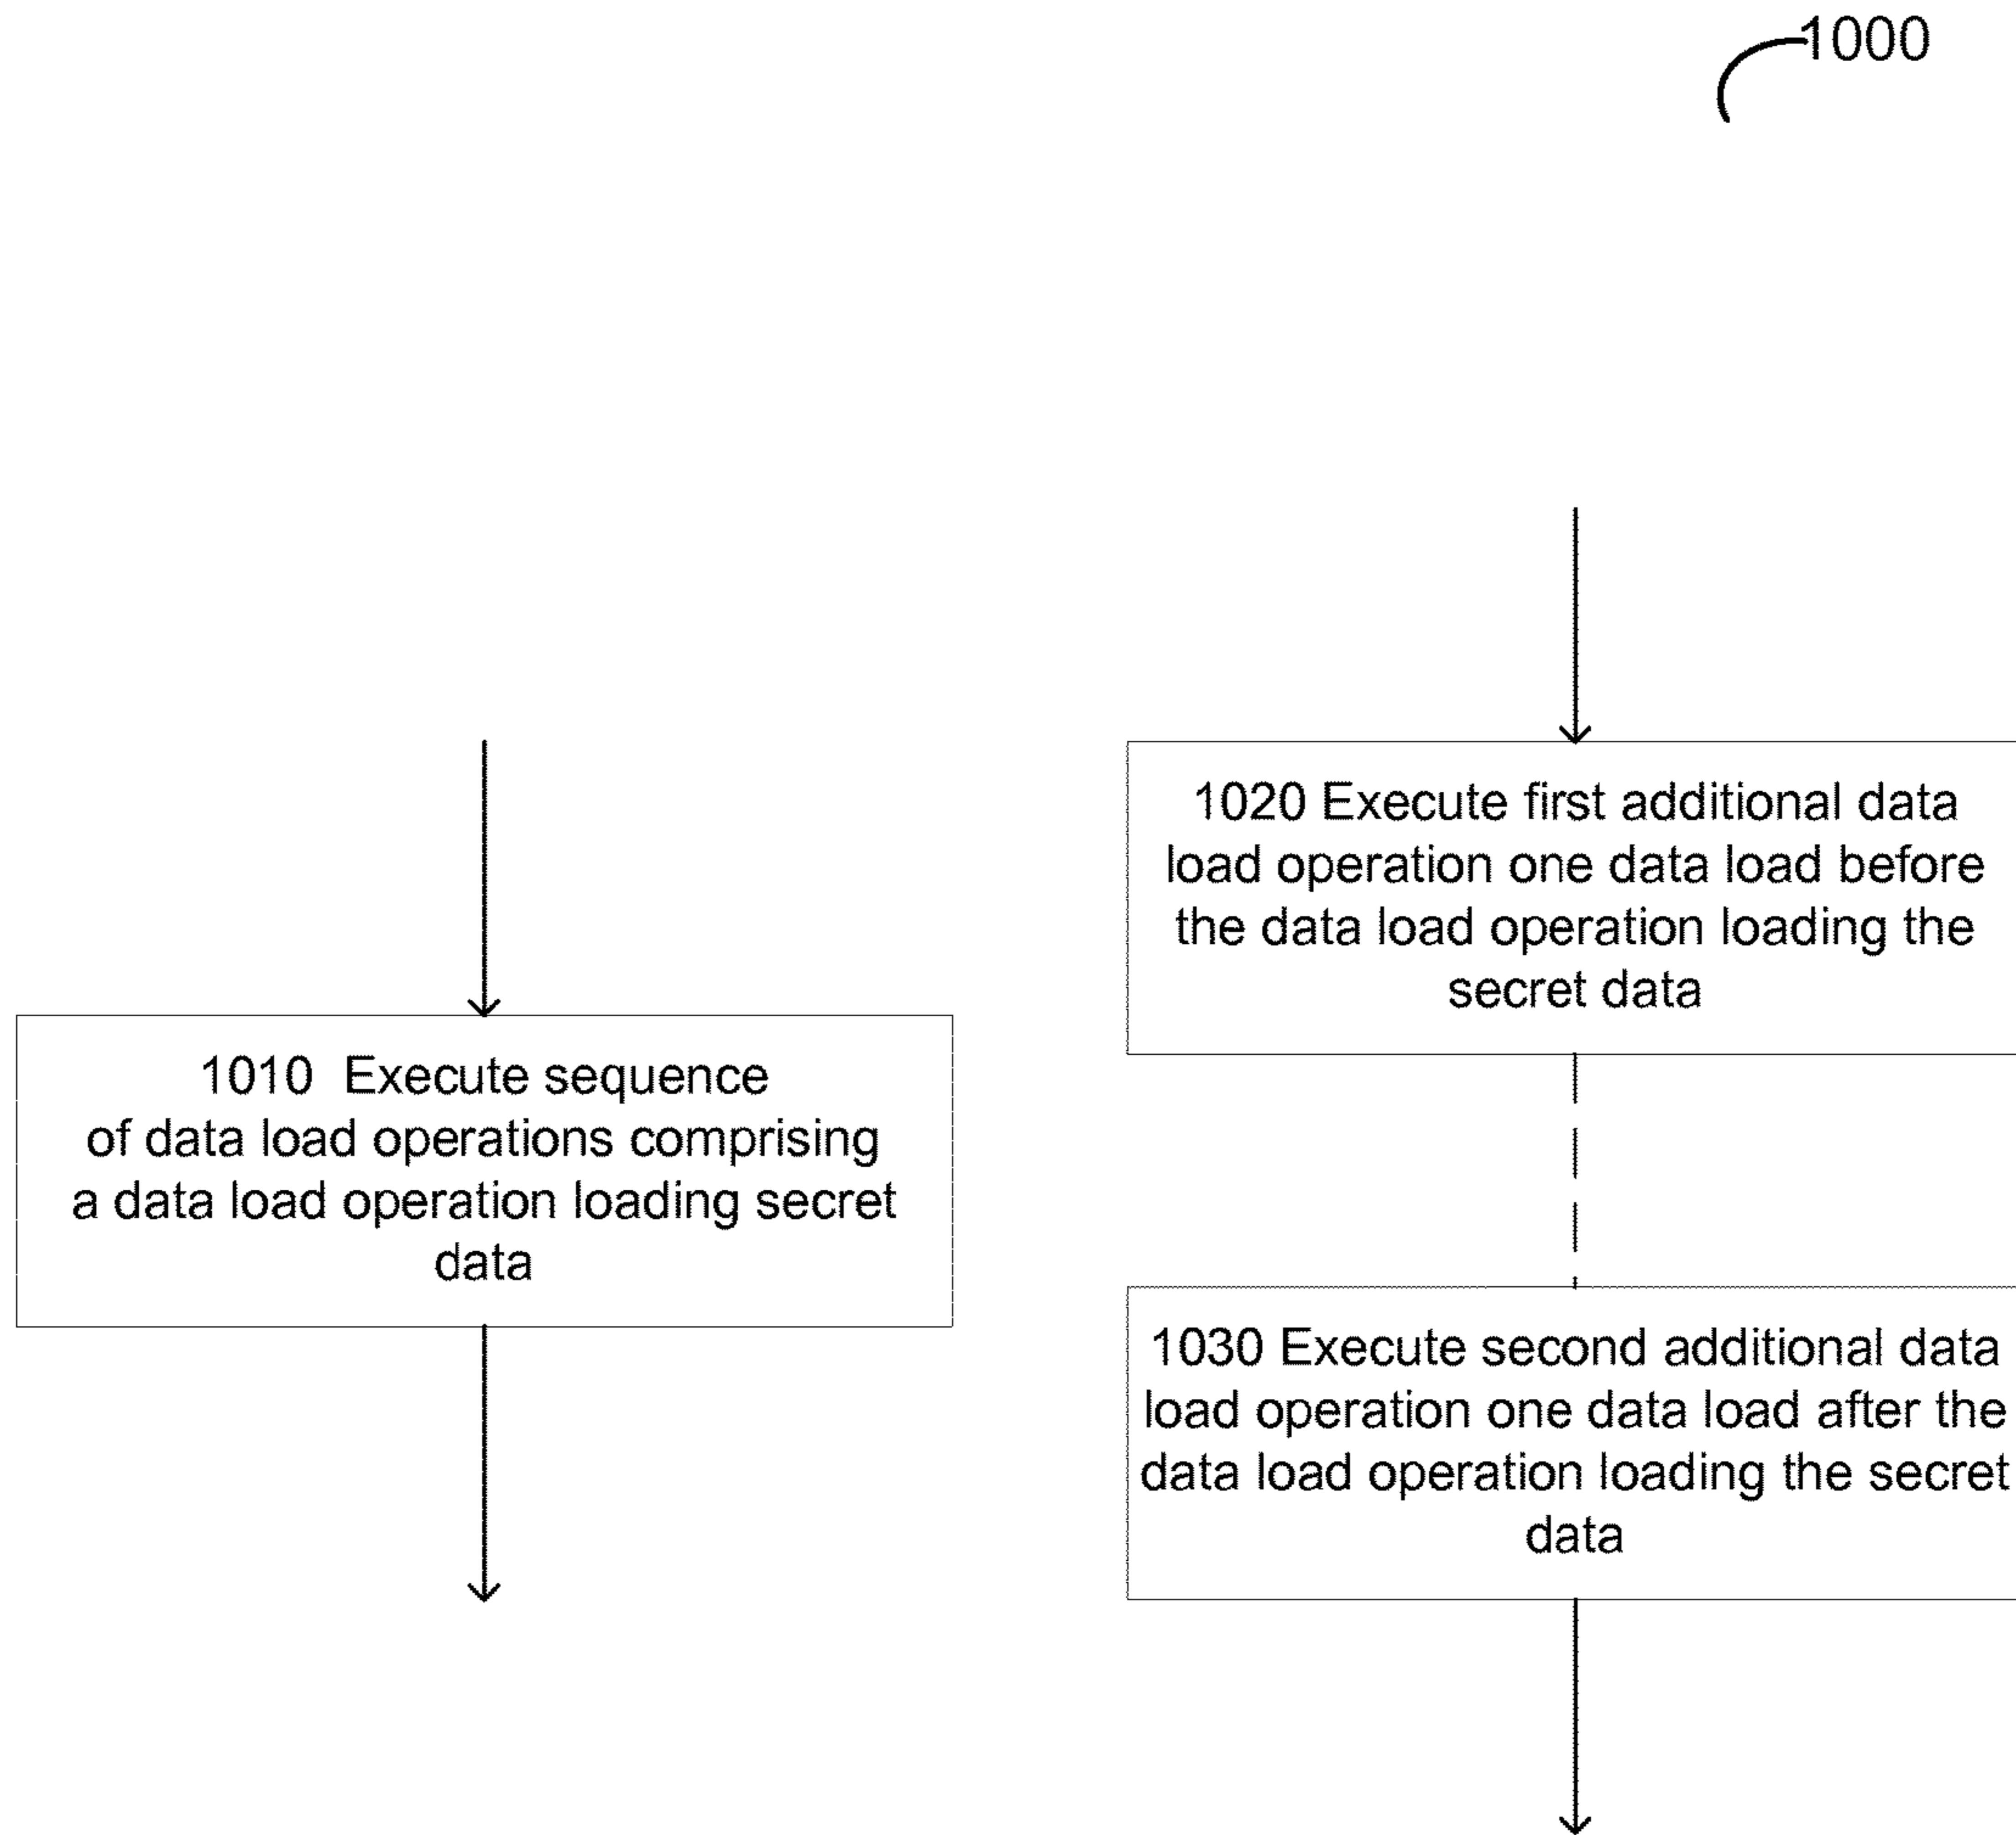 1000
1010 Execute sequence
of data load operations comprising
a data load operation loading secret
data
1020 Execute first additional data
load operation one data load before
the data load operation loading the
secret data
1030 Execute second additional data
load operation one data load after the
data load operation loading the secret
data